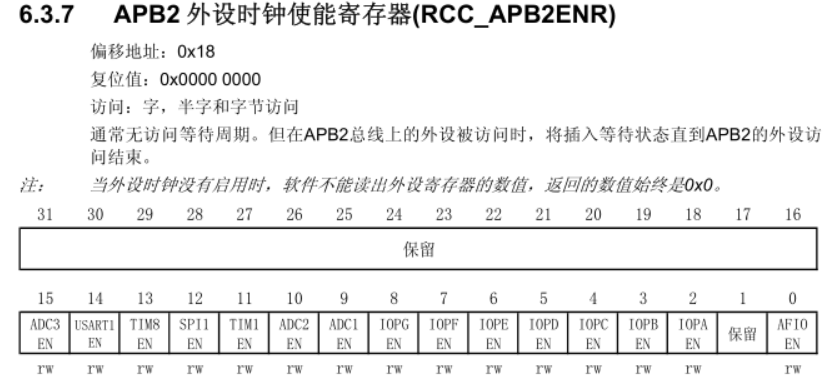 6.3.7 APB2 外设时钟使能寄存器(RCC_APB2ENR)
偏移地址：0x18
复位值：0x0000 0000
访问：字，半字和字节访问
通常无访问等待周期。但在APB2总线上的外设被访问时，将插入等待状态直到APB2的外设访
问结束。
注： 当外设时钟没有启用时，软件不能读出外设寄存器的数值，返回的数值始终是0x0。
31 30 29 28 27 26 25 24 23 22 21 20 19 18 17 16
保留
15 14 13 12 11 10 9 8 7 6 5 4 3 2 1 0
ADC3 USART1 TIM8 SPI1 TIM1 ADC2 ADC1 IOPG IOPF IOPE IOPD IOPC IOPB IOPA 保留 AFIO
EN EN EN EN EN EN EN EN EN EN EN EN EN EN EN
rw rw rw rw rw rw rw rw rw rw rw rw rw rw rw